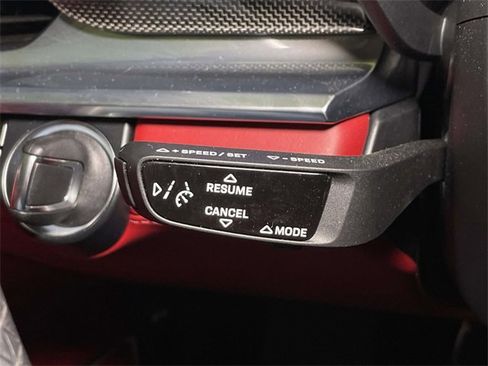 + SPEED / SET - SPEED
RESUME
CANCEL
MODE